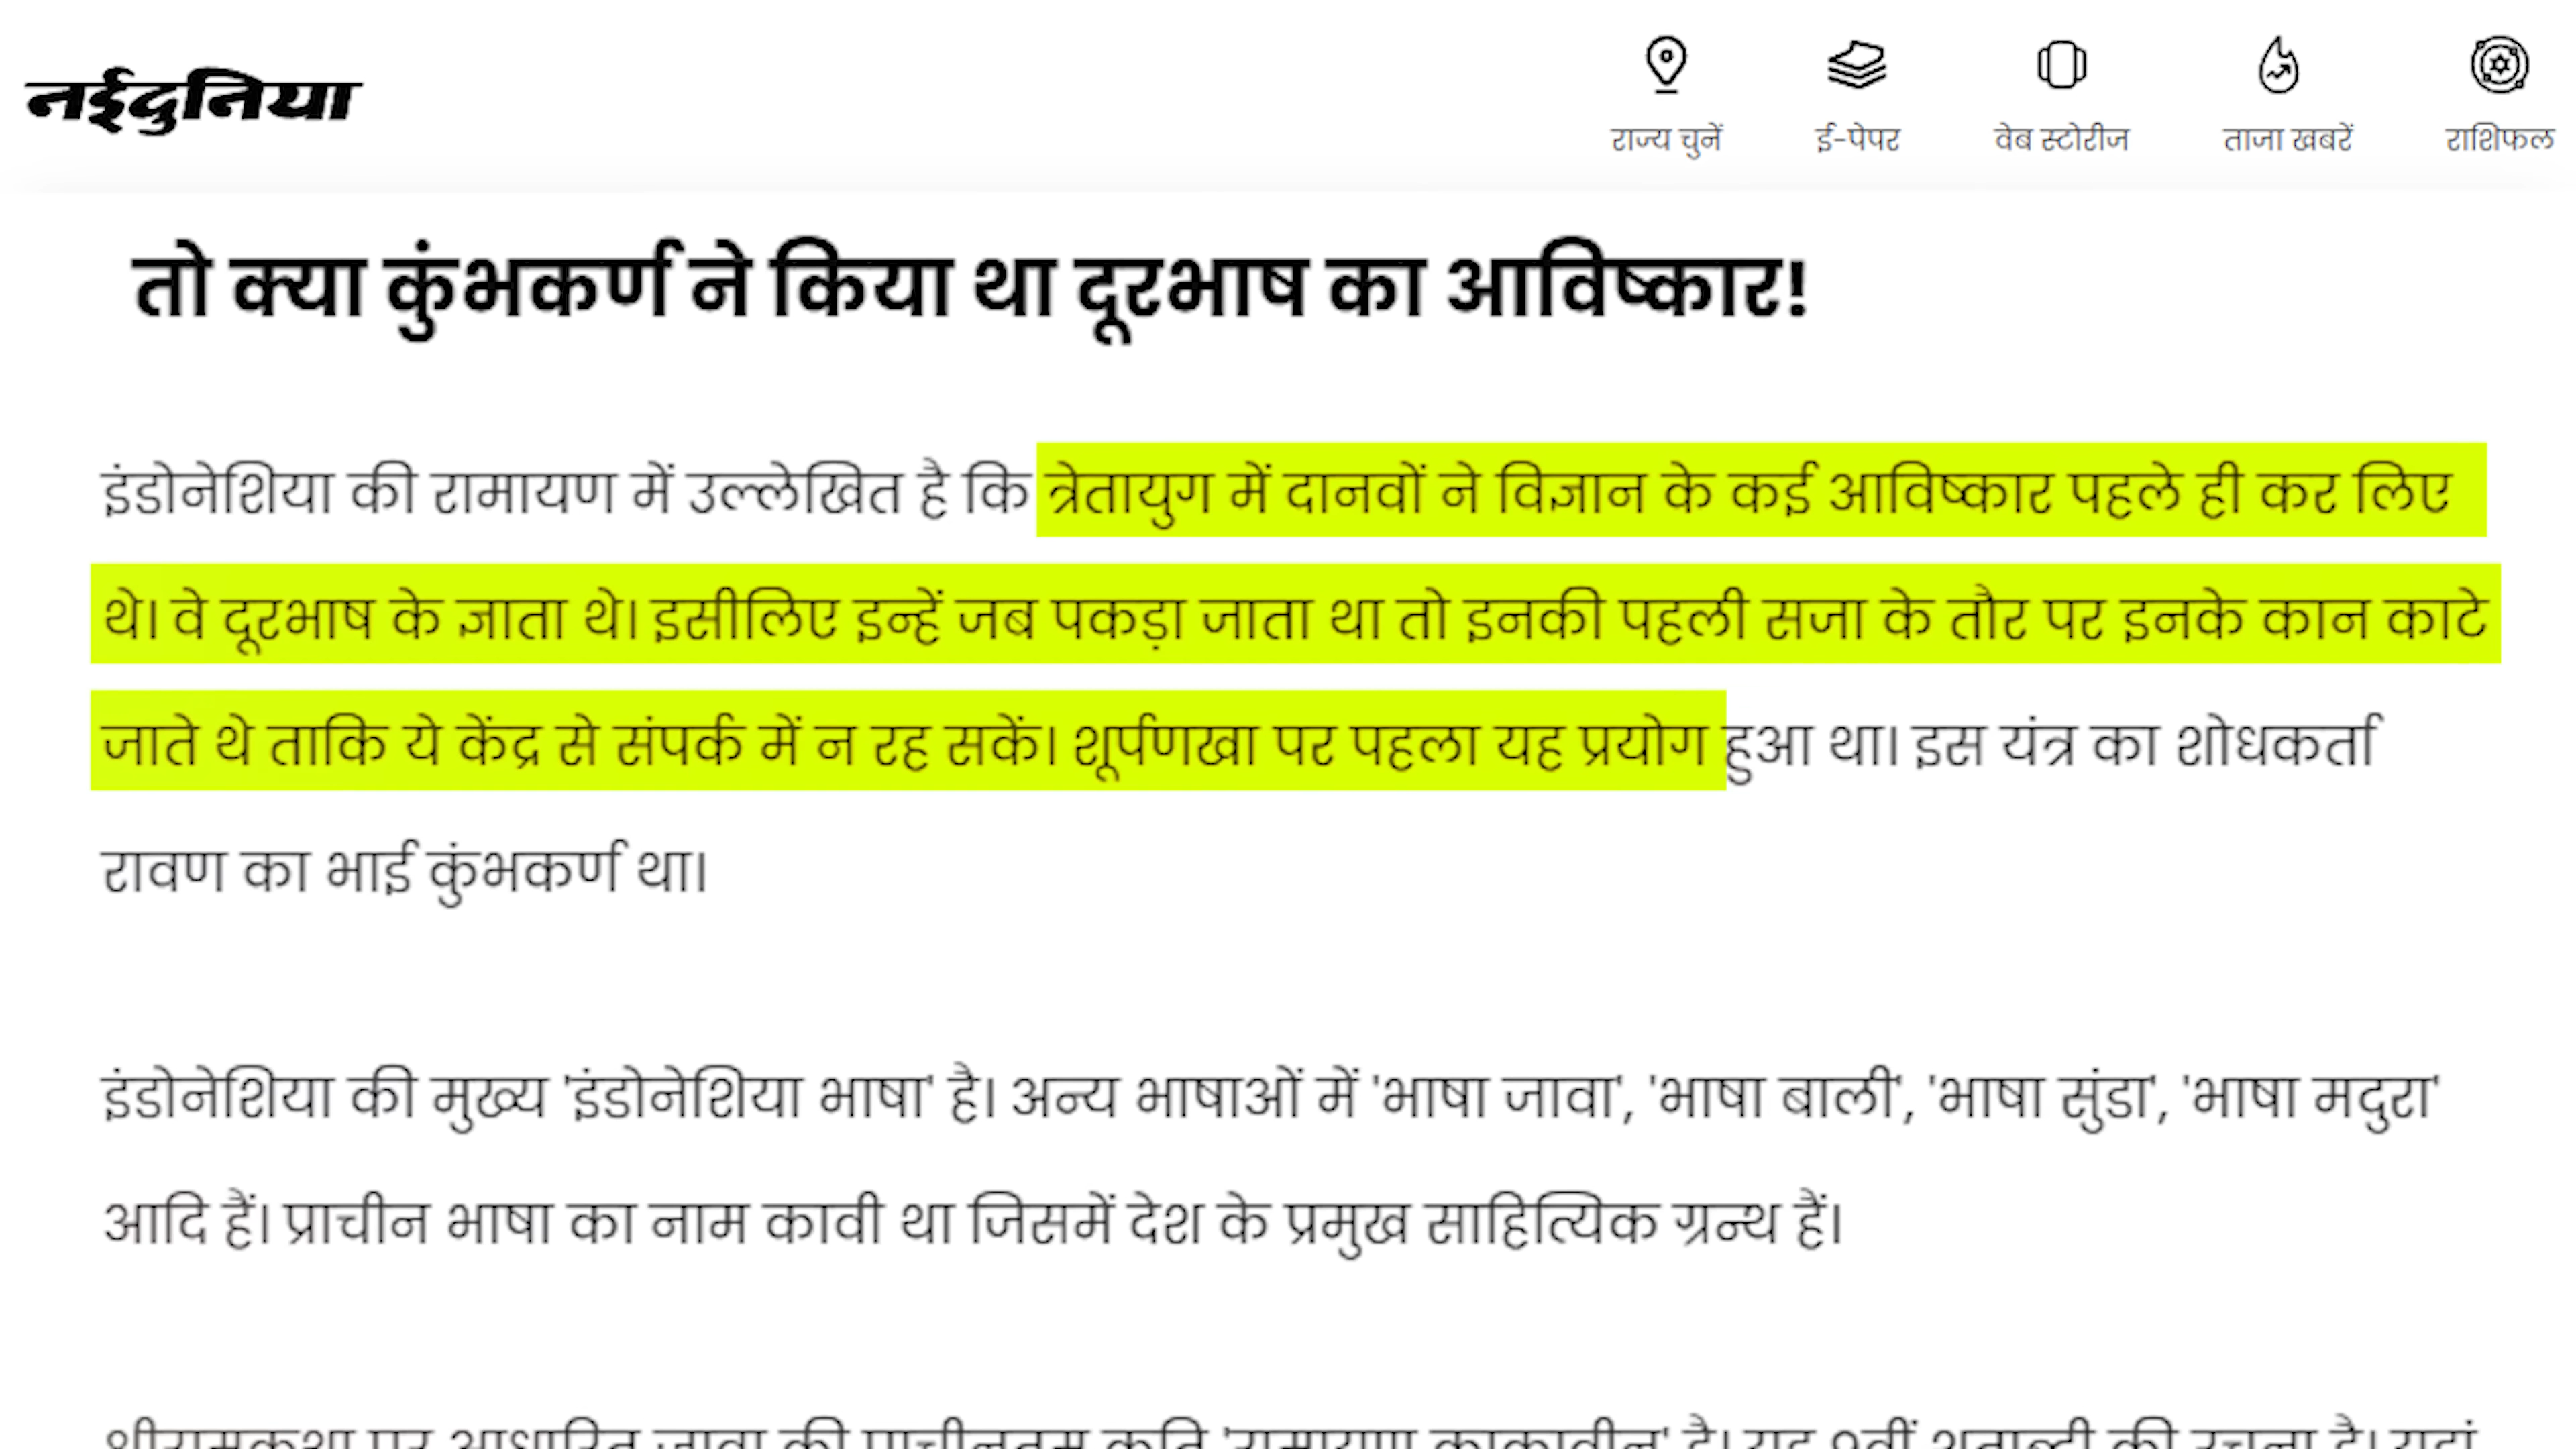 नईदुनिया
राज्य चुनें
ई-पेपर
वेब स्टोरीज
ताजा खबरें
राशिफल
तो क्या कुंभकर्ण ने किया था दूरभाष का आविष्कार!
इंडोनेशिया की रामायण में उल्लेखित है कि त्रेतायुग में दानवों ने विज्ञान के कई आविष्कार पहले ही कर लिए
थे। वे दूरभाष के ज्ञाता थे। इसीलिए इन्हें जब पकड़ा जाता था तो इनकी पहली सजा के तौर पर इनके कान काटे
जाते थे ताकि ये केंद्र से संपर्क में न रह सकें। शूर्पणखा पर पहला यह प्रयोग हुआ था। इस यंत्र का शोधकर्ता
रावण का भाई कुंभकर्ण था।
इंडोनेशिया की मुख्य 'इंडोनेशिया भाषा' है। अन्य भाषाओं में 'भाषा जावा', 'भाषा बाली', 'भाषा सुंडा', 'भाषा मदुरा'
आदि हैं। प्राचीन भाषा का नाम कावी था जिसमें देश के प्रमुख साहित्यिक ग्रन्थ हैं।